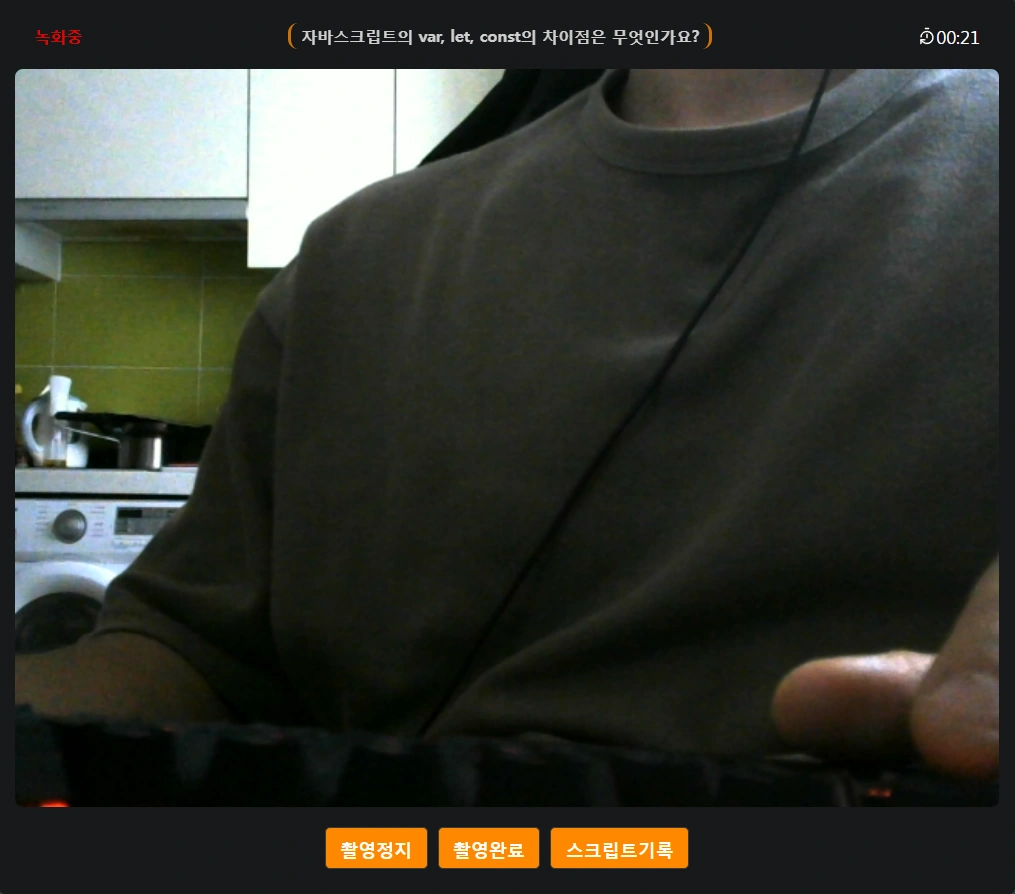 녹화중
( 자바스크립트의 var, let, const의 차이점은 무엇인가요? )
00:21
촬영정지
촬영완료
스크립트기록